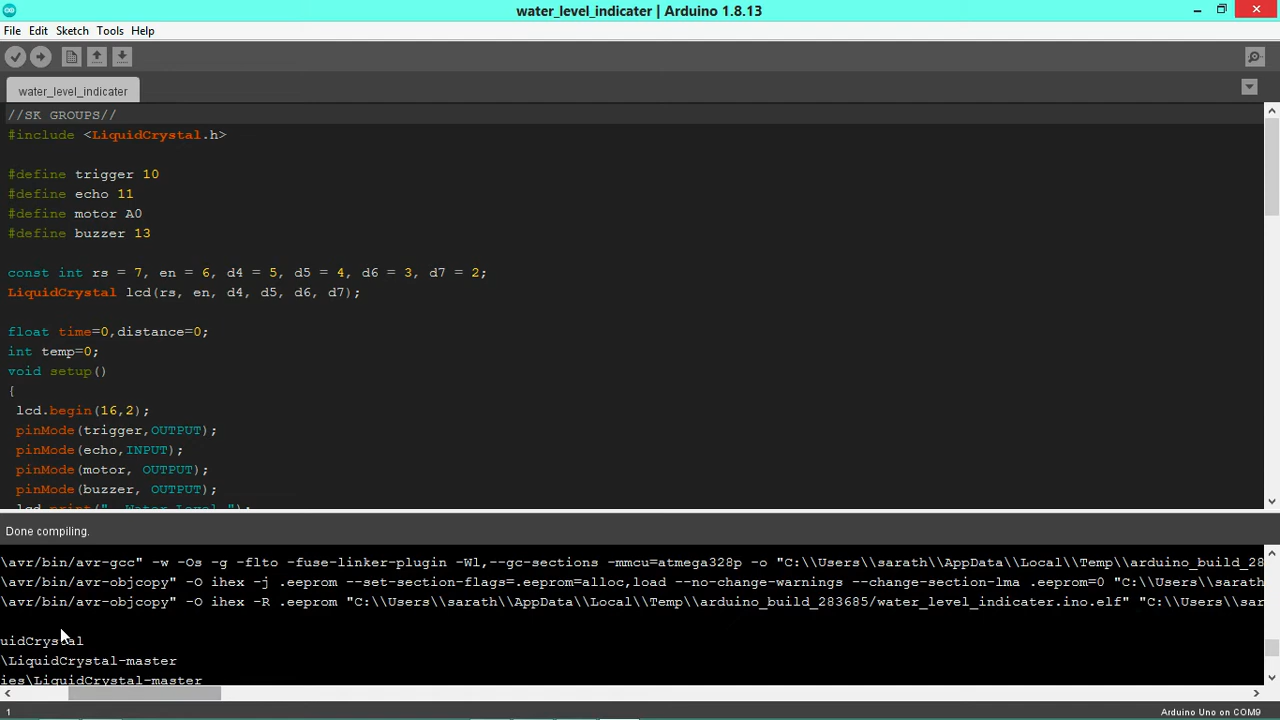 water_level_indicater | Arduino 1.8.13
File Edit Sketch Tools Help
water_level_indicater
//SK GROUPS//
#include <LiquidCrystal.h>
#define trigger 10
#define echo 11
#define motor A0
#define buzzer 13
const int rs = 7, en = 6, d4 = 5, d5 = 4, d6 = 3, d7 = 2;
LiquidCrystal lcd(rs, en, d4, d5, d6, d7);
float time=0,distance=0;
int temp=0;
void setup()
{
lcd.begin(16,2);
pinMode(trigger,OUTPUT);
pinMode(echo,INPUT);
pinMode(motor, OUTPUT);
pinMode(buzzer, OUTPUT);
lcd.print("  Water Level ");
Done compiling.
\avr/bin/avr-gcc" -w -Os -g -flto -fuse-linker-plugin -Wl,--gc-sections -mmcu=atmega328p -o "C:\\Users\\sarath\\AppData\\Local\\Temp\\arduino_build_28
\avr/bin/avr-objcopy" -O ihex -j .eeprom --set-section-flags=.eeprom=alloc,load --no-change-warnings --change-section-lma .eeprom=0 "C:\\Users\\sarath
\avr/bin/avr-objcopy" -O ihex -R .eeprom "C:\\Users\\sarath\\AppData\\Local\\Temp\\arduino_build_283685/water_level_indicater.ino.elf" "C:\\Users\\sar
uidCrystal
\LiquidCrystal-master
ies\LiquidCrystal-master
1
Arduino Uno on COM9